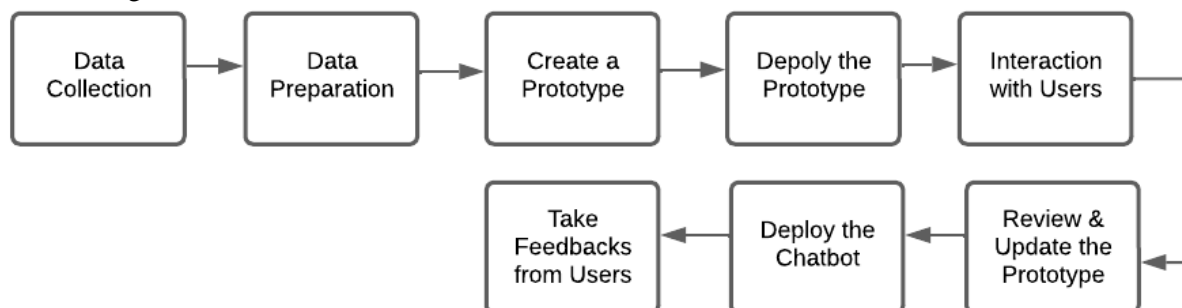 Data
Collection
Data
Preparation
Create a
Prototype
Depoly the
Prototype
Interaction
with Users
Review &
Update the
Prototype
Deploy the
Chatbot
Take
Feedbacks
from Users